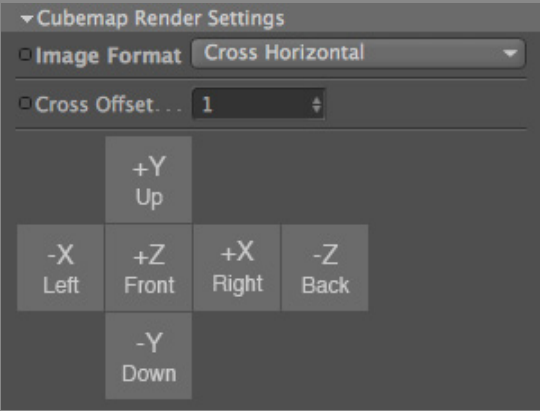 Cubemap Render Settings
Image Format Cross Horizontal
Cross Offset... 1
+Y
Up
-X +Z +X -Z
Left Front Right Back
-Y
Down